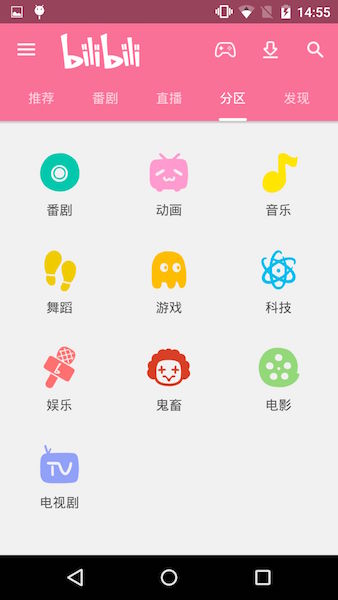 14:55
bilibili
推荐 番剧 直播 分区 发现
番剧 动画 音乐
舞蹈 游戏 科技
娱乐 鬼畜 电影
TV
电视剧